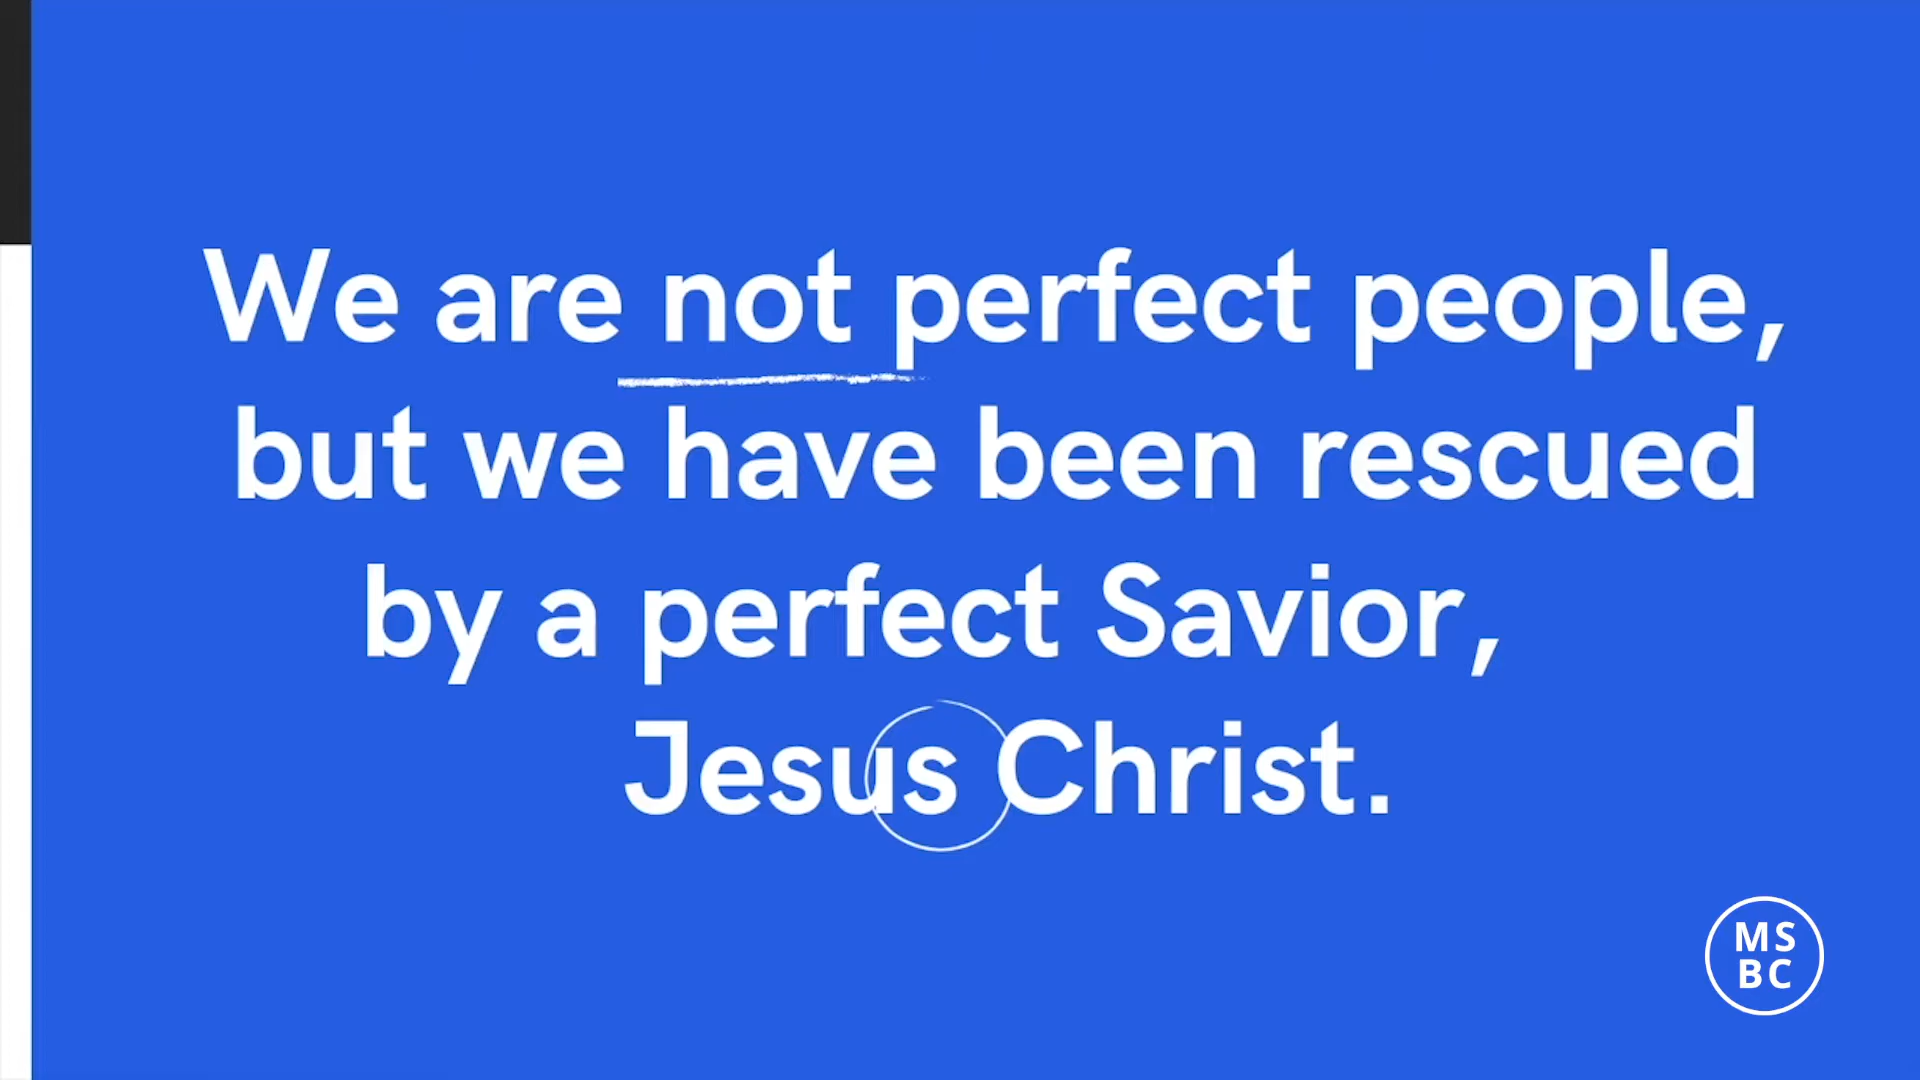 We are not perfect people,
but we have been rescued
by a perfect Savior,
Jesus Christ.
MS
BC